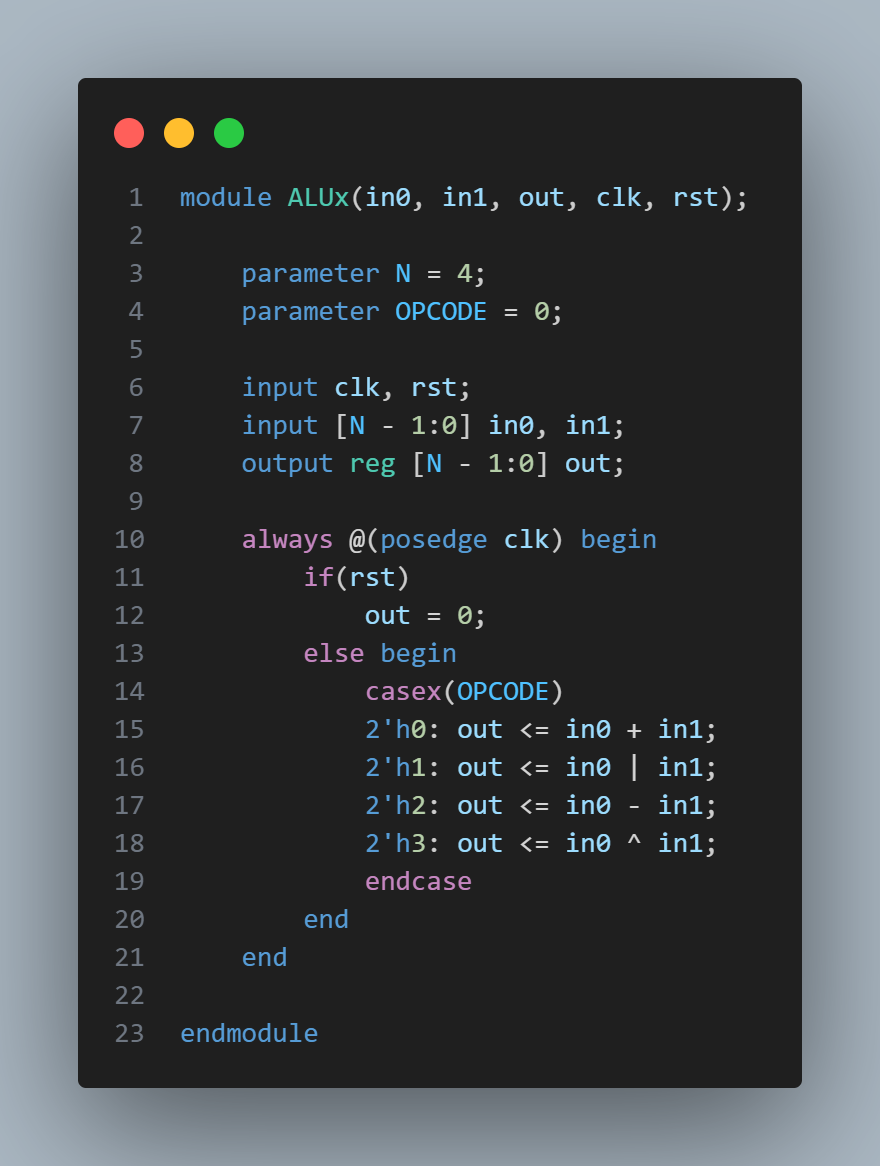 1 module ALUx(in0, in1, out, clk, rst);
2
3 parameter N = 4;
4 parameter OPCODE = 0;
5
6 input clk, rst;
7 input [N - 1:0] in0, in1;
8 output reg [N - 1:0] out;
9
10 always @(posedge clk) begin
11 if(rst)
12 out = 0;
13 else begin
14 casex(OPCODE)
15 2'h0: out <= in0 + in1;
16 2'h1: out <= in0 | in1;
17 2'h2: out <= in0 - in1;
18 2'h3: out <= in0 ^ in1;
19 endcase
20 end
21 end
22
23 endmodule